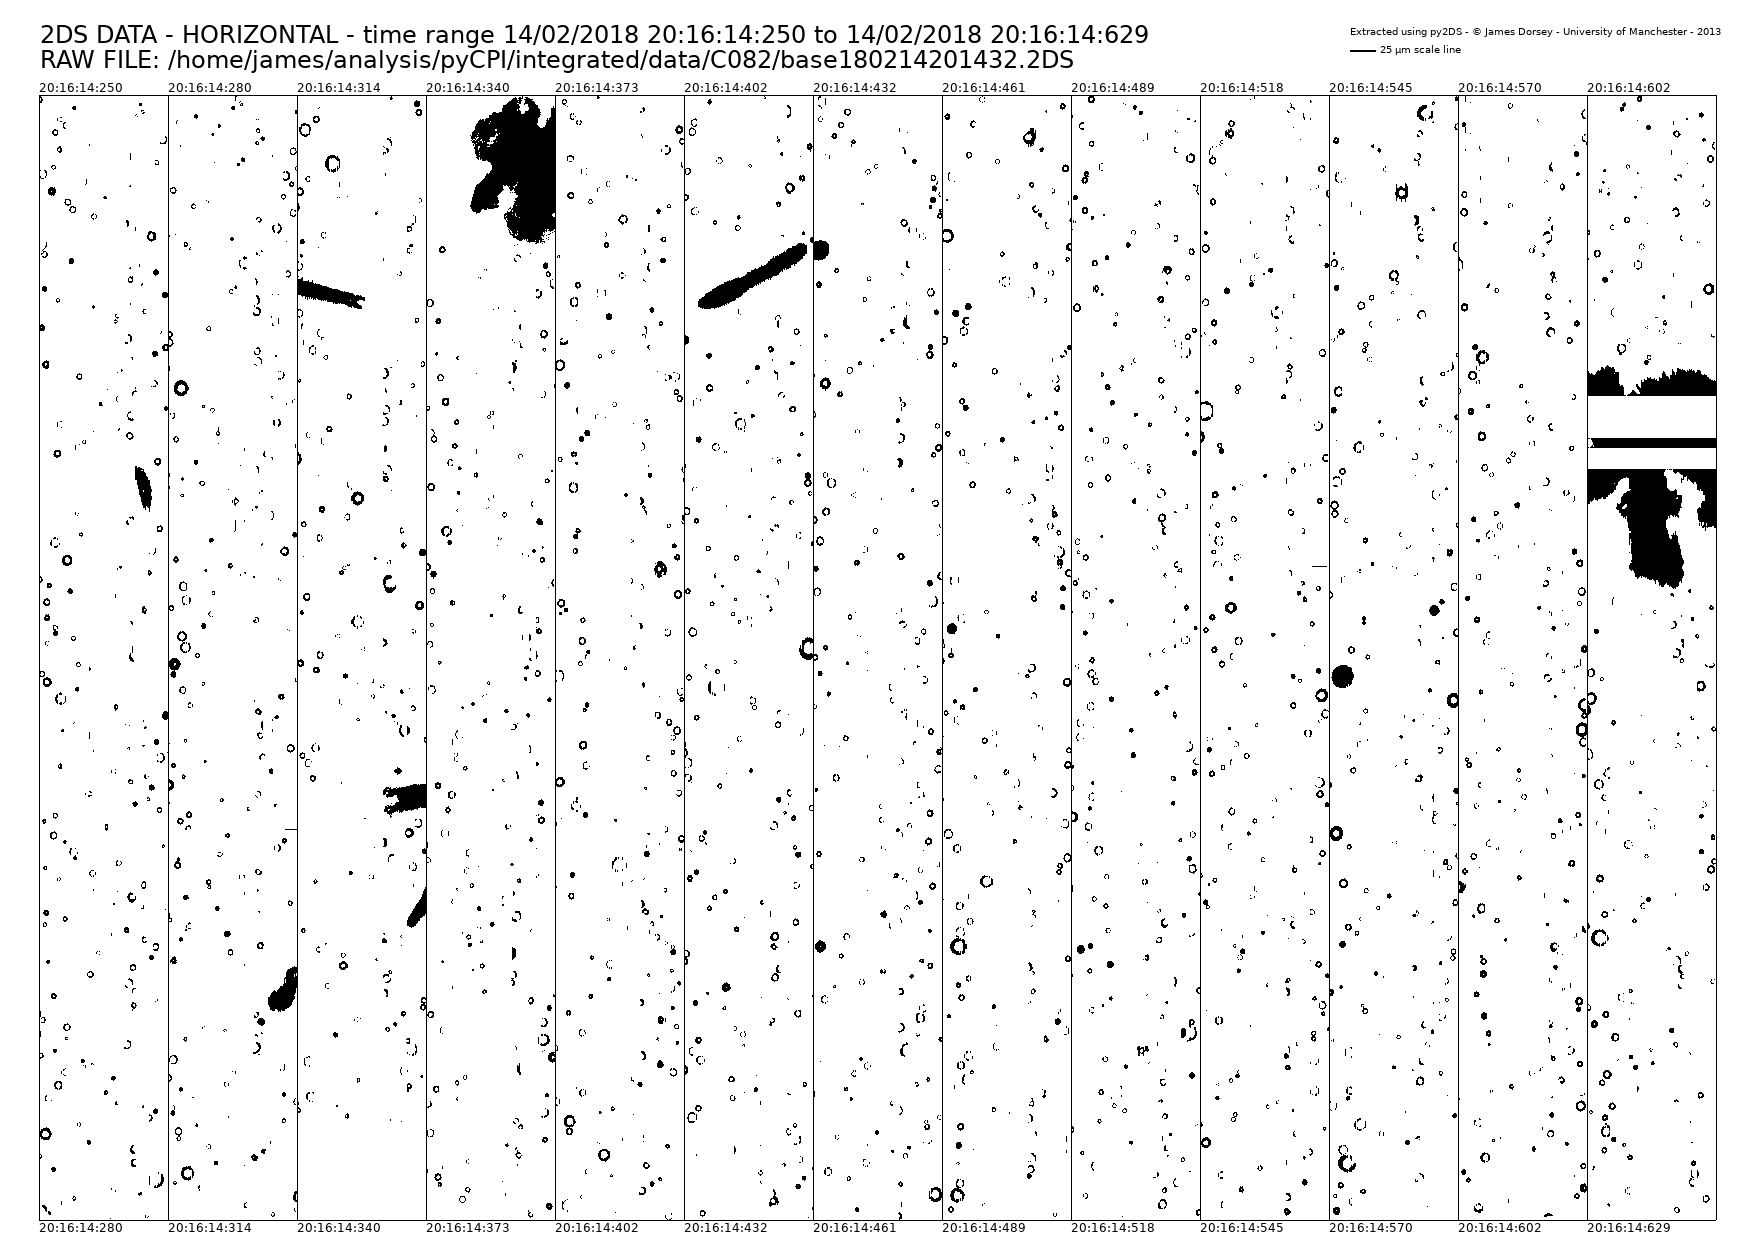 2DS DATA - HORIZONTAL - time range 14/02/2018 20:16:14:250 to 14/02/2018 20:16:14:629
RAW FILE: /home/james/analysis/pyCPI/integrated/data/C082/base180214201432.2DS
Extracted using py2DS - © James Dorsey - University of Manchester - 2013
25 µm scale line
20:16:14:250 20:16:14:280 20:16:14:314 20:16:14:340 20:16:14:373 20:16:14:402 20:16:14:432 20:16:14:461 20:16:14:489 20:16:14:518 20:16:14:545 20:16:14:570 20:16:14:602
20:16:14:280 20:16:14:314 20:16:14:340 20:16:14:373 20:16:14:402 20:16:14:432 20:16:14:461 20:16:14:489 20:16:14:518 20:16:14:545 20:16:14:570 20:16:14:602 20:16:14:629